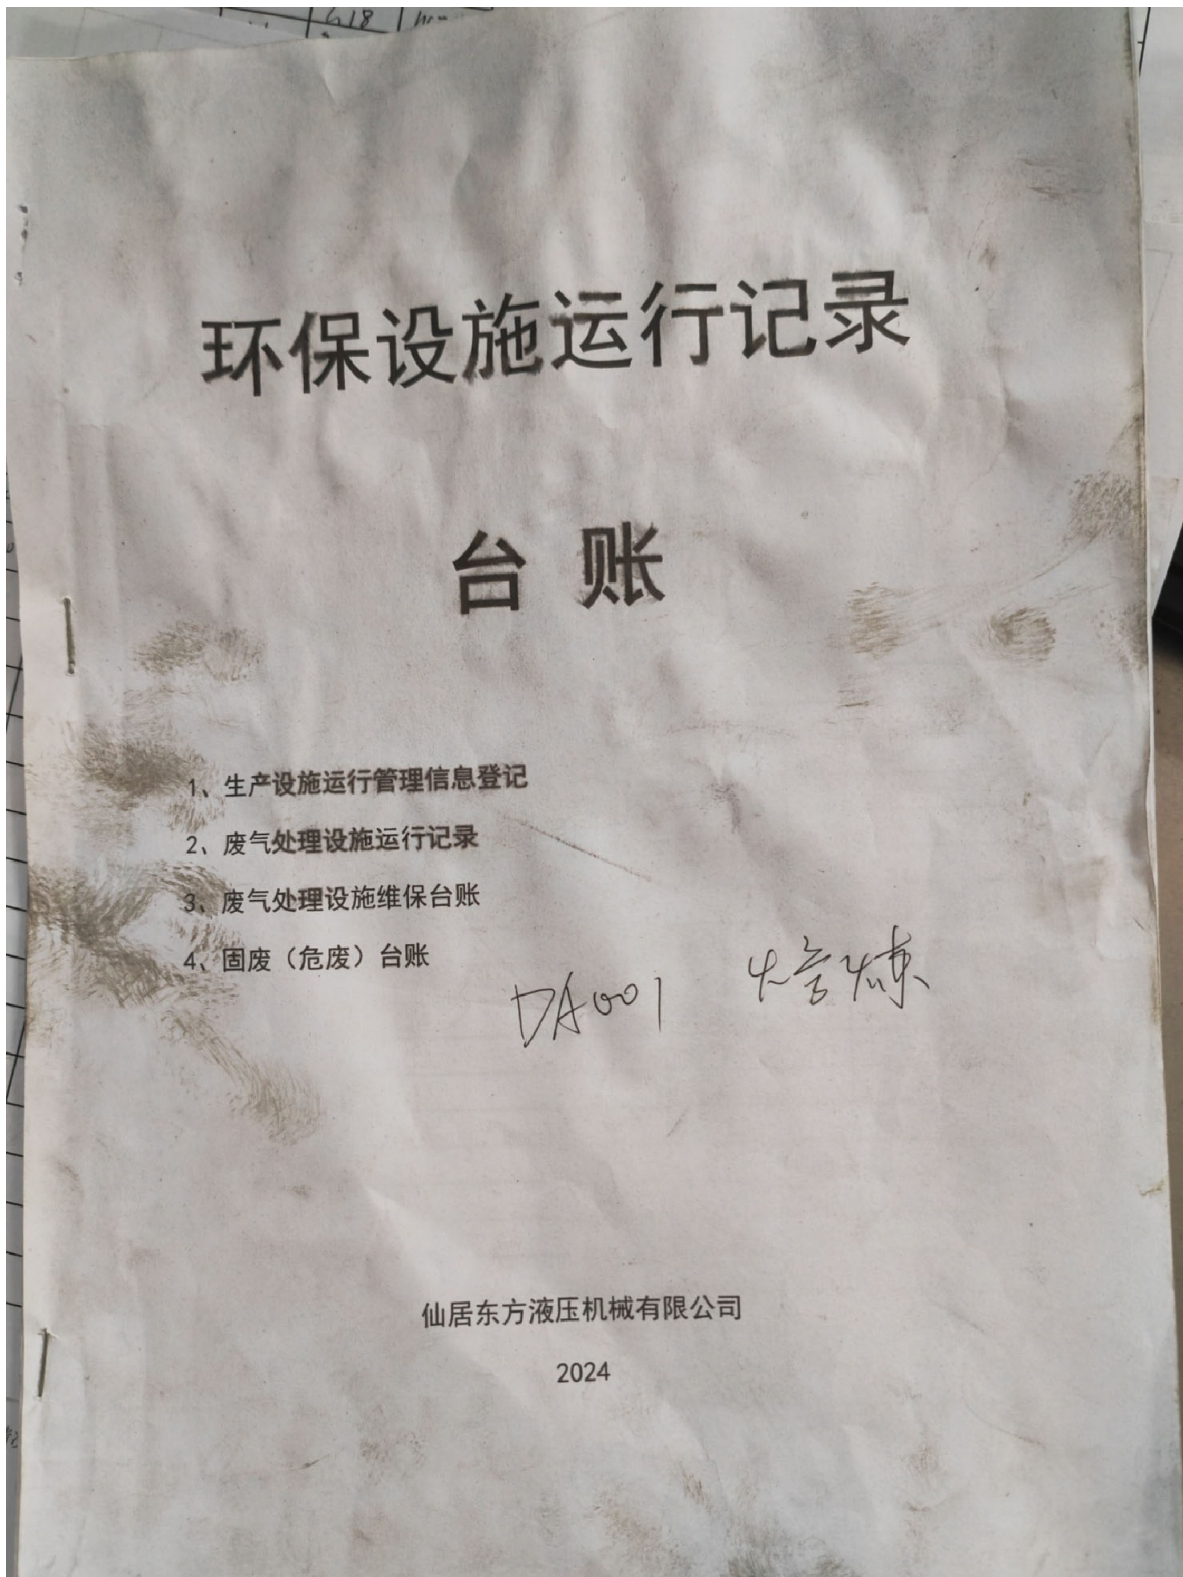 618
环保设施运行记录
台账
1、生产设施运行管理信息登记
2、废气处理设施运行记录
3、废气处理设施维保台账
4、固废（危废）台账
DA001 熔炼
仙居东方液压机械有限公司
2024